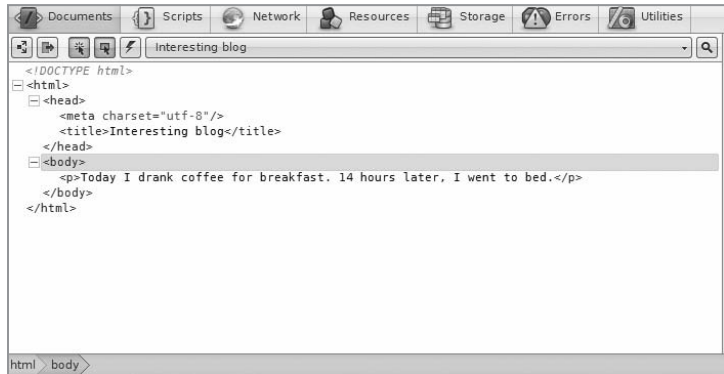 Documents Scripts Network Resources Storage Errors Utilities
Interesting blog
<!DOCTYPE html>
<html>
<head>
<meta charset="utf-8"/>
<title>Interesting blog</title>
</head>
<body>
<p>Today I drank coffee for breakfast. 14 hours later, I went to bed.</p>
</body>
</html>
html body